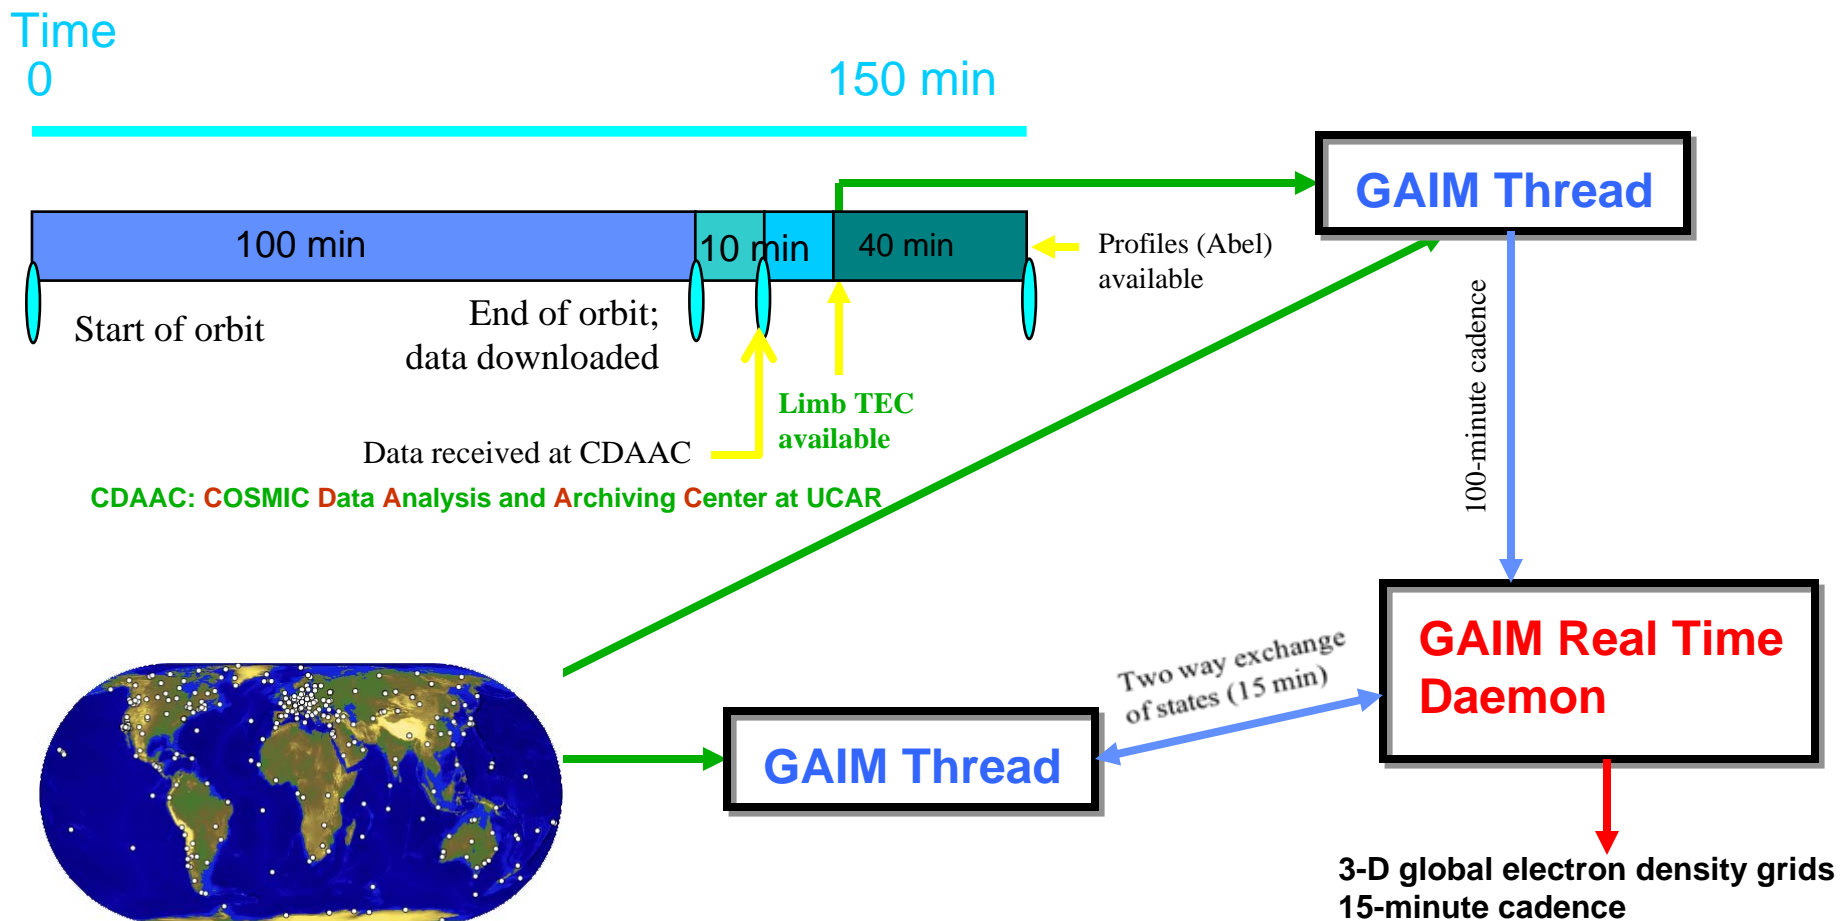 Time
0
150 min
GAIM Thread
100 min
10 min
40 min
Profiles (Abel)
available
Start of orbit
End of orbit;
data downloaded
Limb TEC
available
Data received at CDAAC
CDAAC: COSMIC Data Analysis and Archiving Center at UCAR
100-minute cadence
Two way exchange
of states (15 min)
GAIM Real Time
Daemon
GAIM Thread
3-D global electron density grids
15-minute cadence